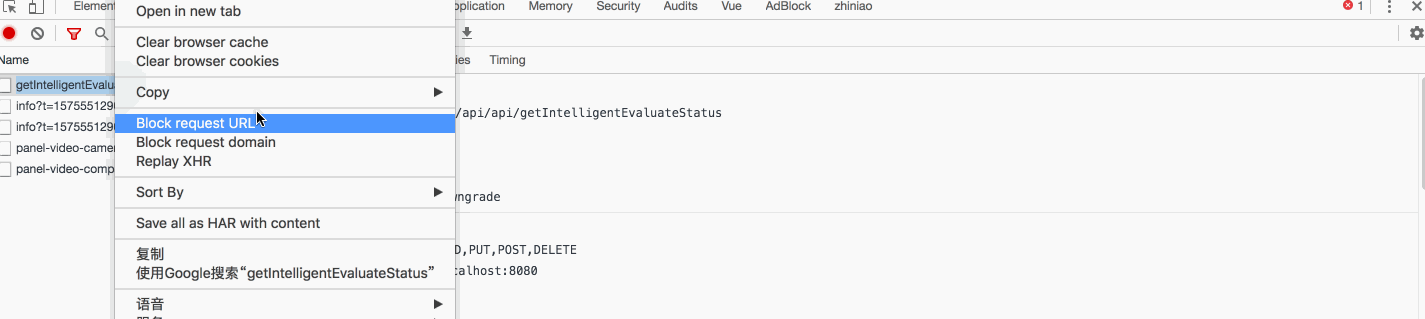 Open in new tab
Elemen
pplication Memory Security Audits Vue AdBlock zhiniao 1
Clear browser cache
Clear browser cookies
Name
ies Timing
getIntelligentEvalua
Copy
info?t=157555129
/api/api/getIntelligentEvaluateStatus
Block request URL
info?t=157555129
Block request domain
panel-video-camer
Replay XHR
panel-video-comp
Sort By
wngrade
Save all as HAR with content
复制
D,PUT,POST,DELETE
使用Google搜索“getIntelligentEvaluateStatus”
calhost:8080
语音